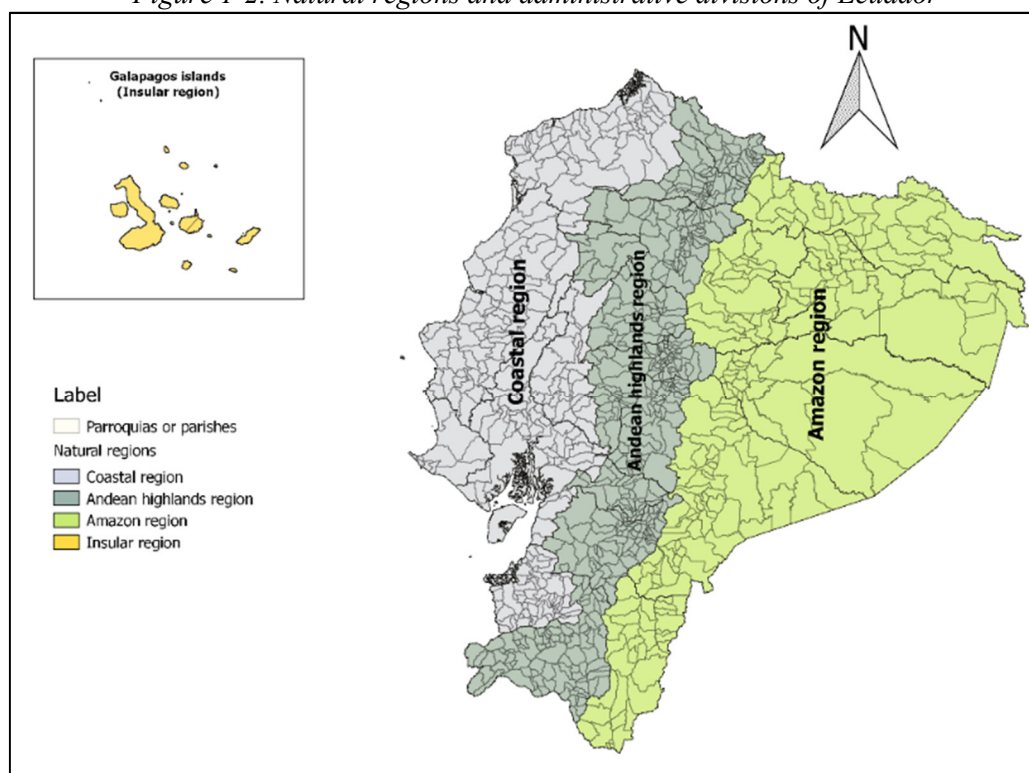 Figure 1-2. Natural regions and administrative divisions of Ecuador
Galapagos islands
(Insular region)
N
Coastal region
Andean highlands region
Amazon region
Label
Parroquias or parishes
Natural regions
Coastal region
Andean highlands region
Amazon region
Insular region